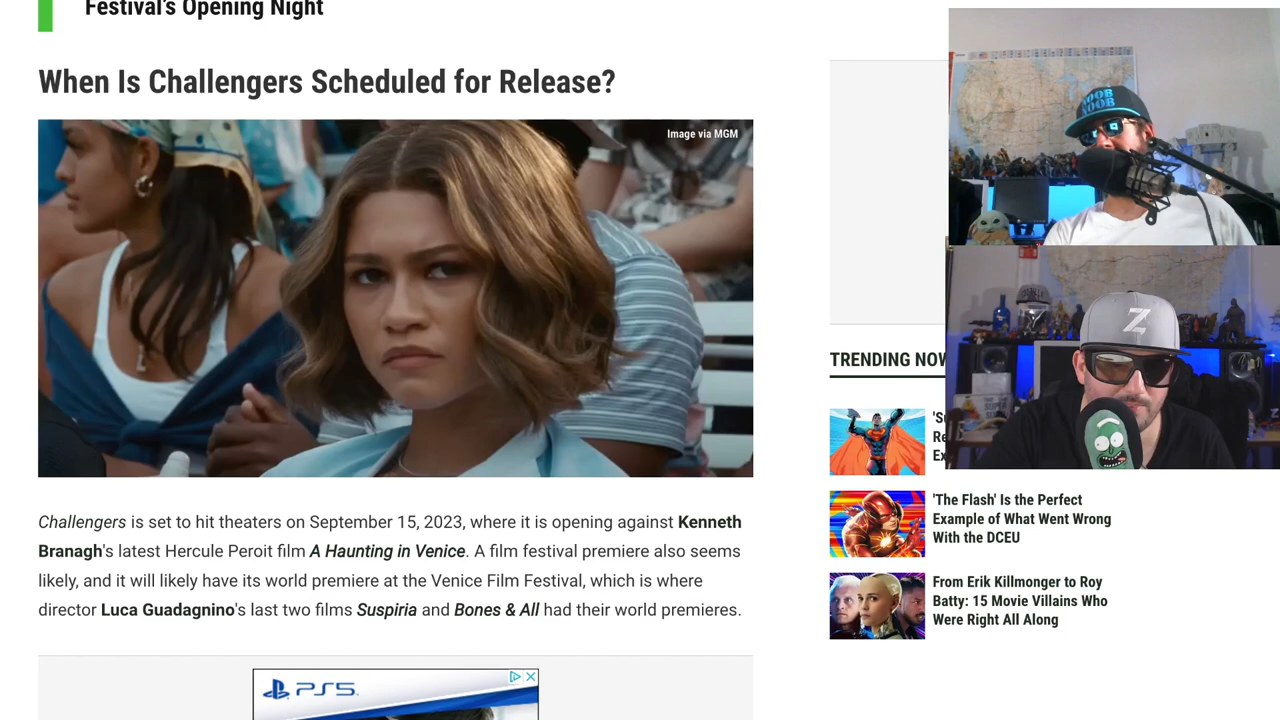 Festival's Opening Night
When Is Challengers Scheduled for Release?
Image via MGM
Challengers is set to hit theaters on September 15, 2023, where it is opening against Kenneth
Branagh's latest Hercule Peroit film A Haunting in Venice. A film festival premiere also seems
likely, and it will likely have its world premiere at the Venice Film Festival, which is where
director Luca Guadagnino's last two films Suspiria and Bones & All had their world premieres.
PS5
TRENDING NOW
'Su
Re
Ex
'The Flash' Is the Perfect
Example of What Went Wrong
With the DCEU
From Erik Killmonger to Roy
Batty: 15 Movie Villains Who
Were Right All Along
NOOB
NOOB
Z